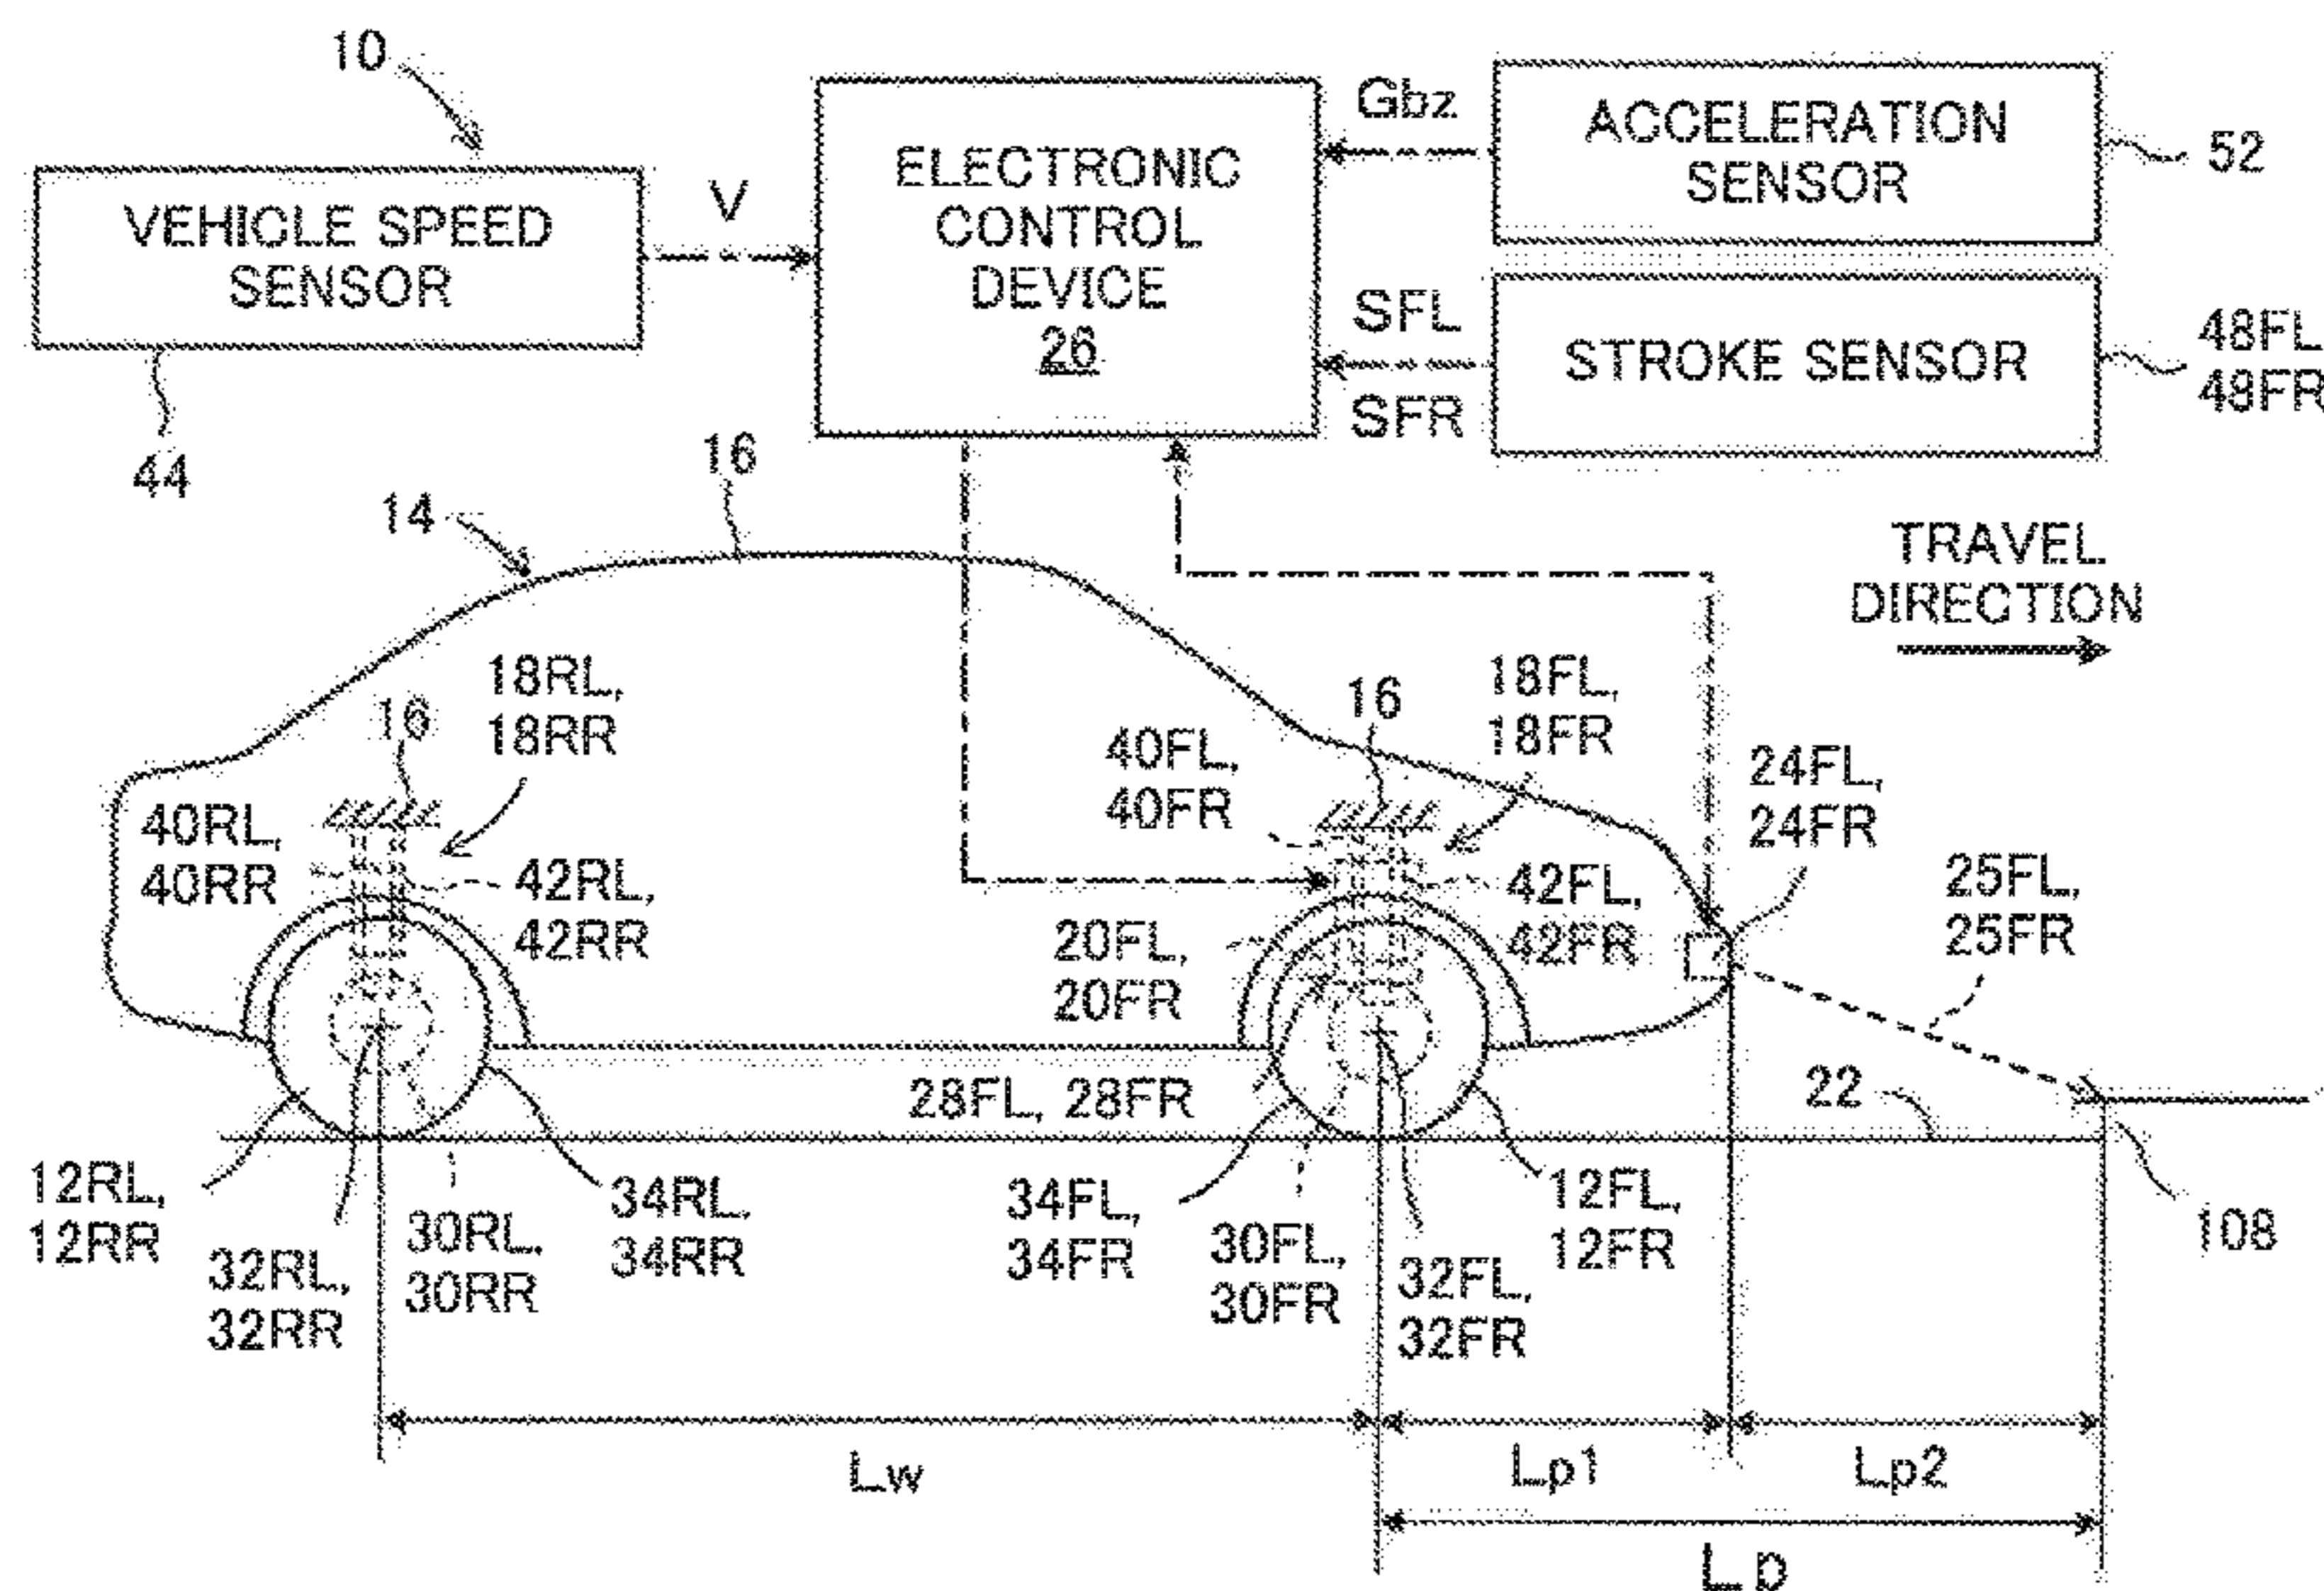 10
VEHICLE SPEED
SENSOR
44
V
ELECTRONIC
CONTROL
DEVICE
26
Gbz
ACCELERATION
SENSOR
52
SFL
SFR
STROKE SENSOR
48FL,
48FR
TRAVEL
DIRECTION
14
16
18RL,
18RR
16
40RL,
40RR
42RL,
42RR
40FL,
40FR
16
18FL,
18FR
24FL,
24FR
25FL,
25FR
42FL,
42FR
20FL,
20FR
28FL, 28FR
22
108
12RL,
12RR
32RL,
32RR
30RL,
30RR
34RL,
34RR
34FL,
34FR
30FL,
30FR
32FL,
32FR
12FL,
12FR
Lw
Lp1
Lp2
Lp